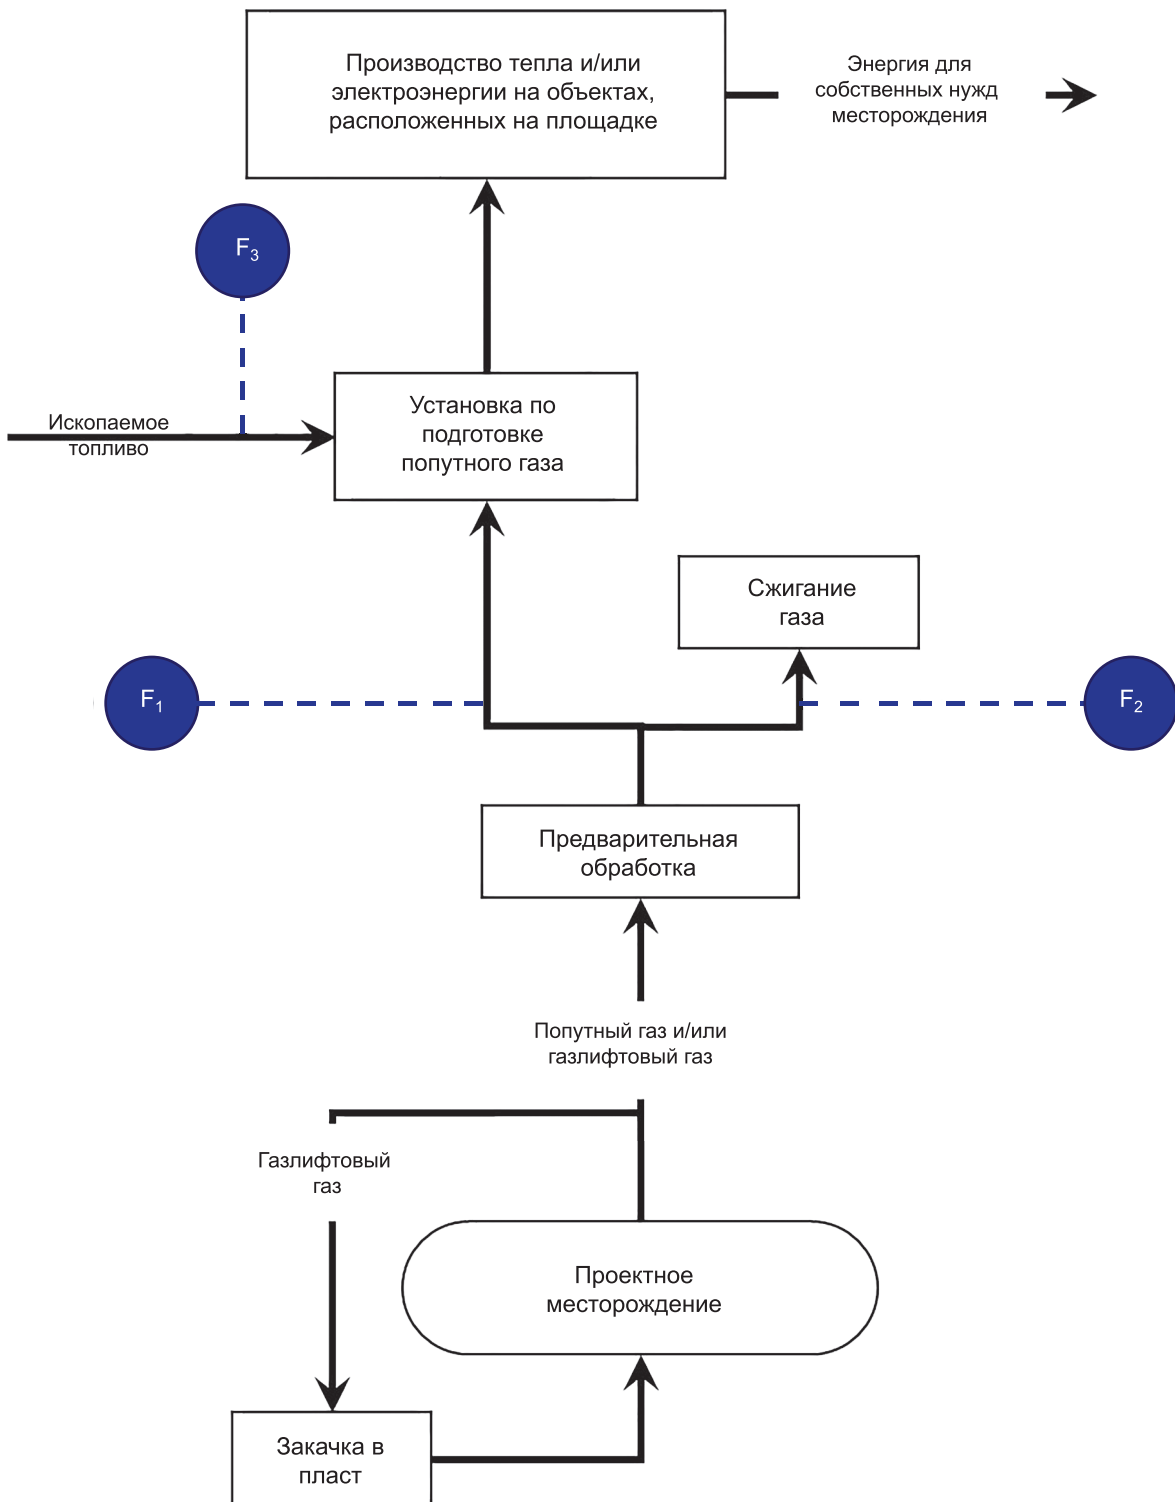 Производство тепла и/или
электроэнергии на объектах,
расположенных на площадке
Энергия для
собственных нужд
месторождения
F₃
Ископаемое
топливо
Установка по
подготовке
попутного газа
Сжигание
газа
F₁
F₂
Предварительная
обработка
Попутный газ и/или
газлифтовый газ
Газлифтовый
газ
Проектное
месторождение
Закачка в
пласт